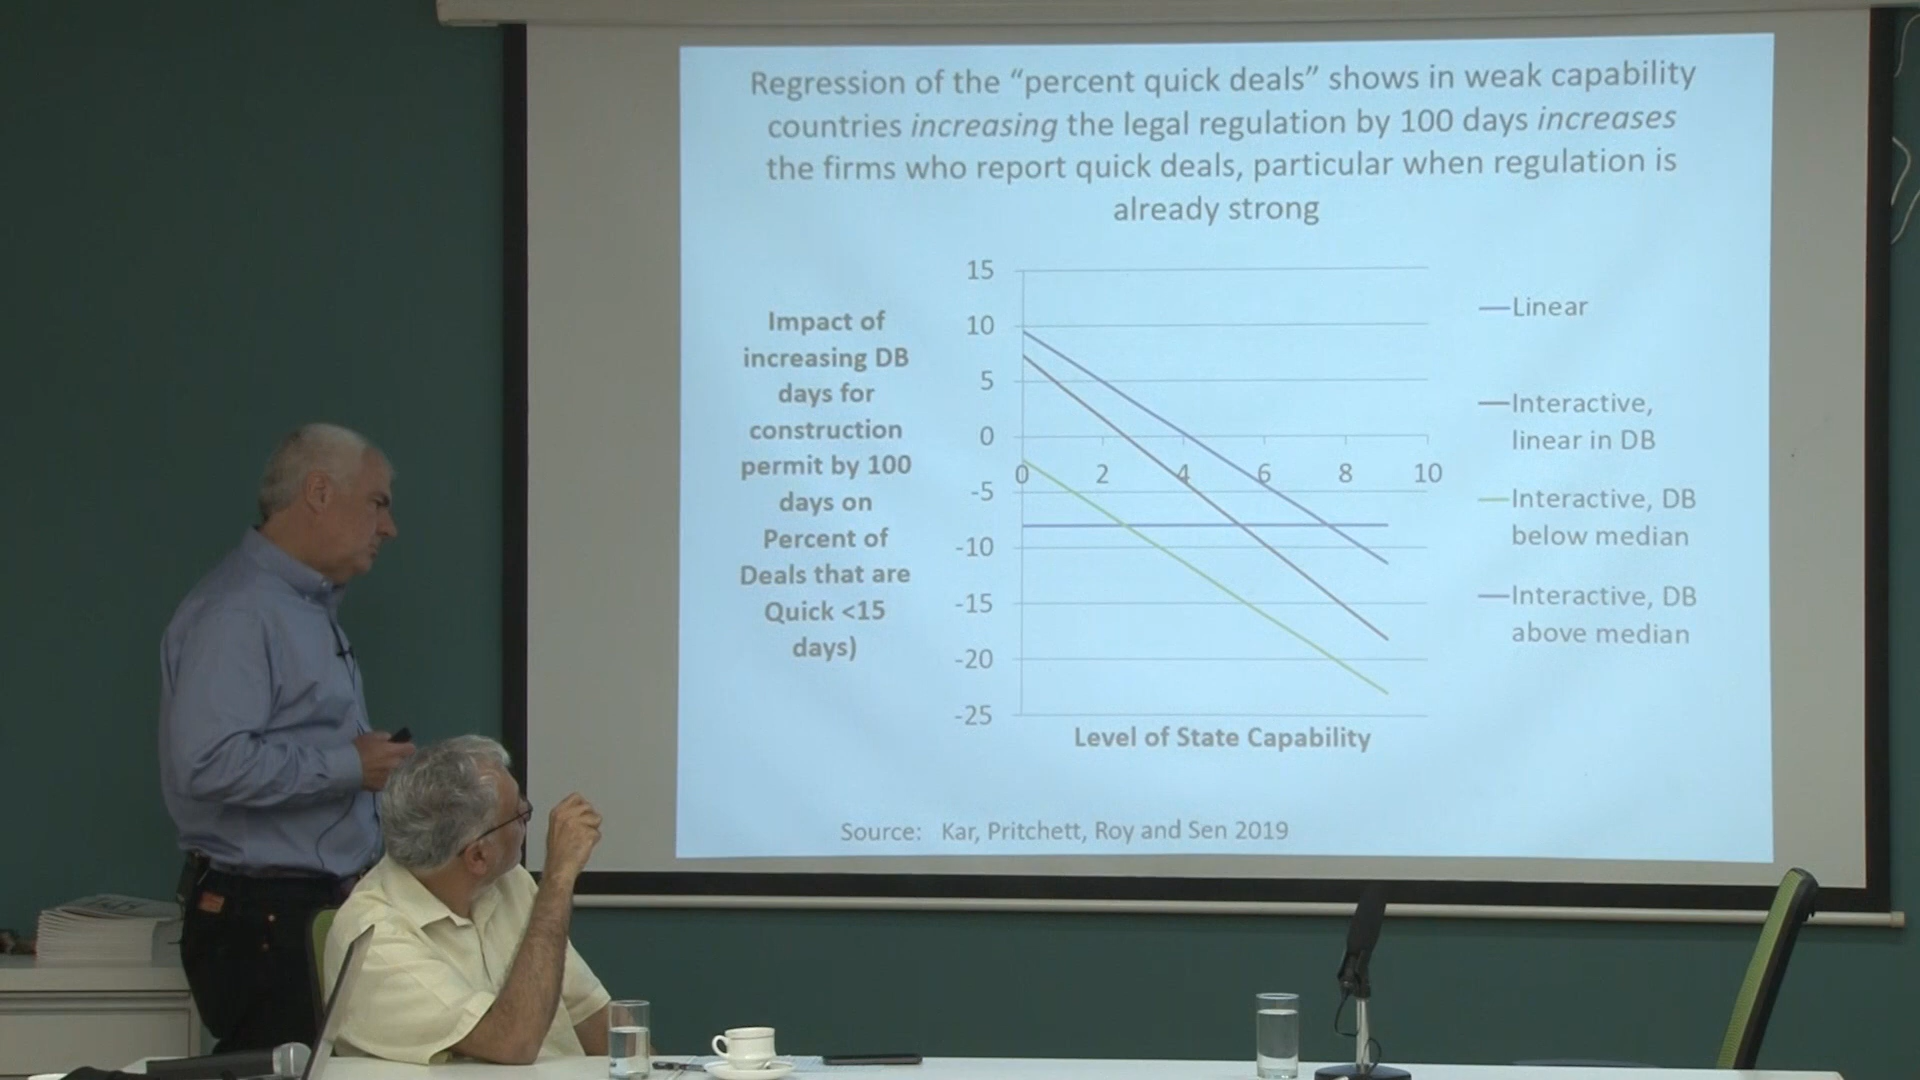 Regression of the “percent quick deals” shows in weak capability
countries increasing the legal regulation by 100 days increases
the firms who report quick deals, particular when regulation is
already strong
Impact of
increasing DB
days for
construction
permit by 100
days on
Percent of
Deals that are
Quick <15
days)
15
10
5
0
-5
-10
-15
-20
-25
0 2 4 6 8 10
Level of State Capability
Linear
Interactive,
linear in DB
Interactive, DB
below median
Interactive, DB
above median
Source: Kar, Pritchett, Roy and Sen 2019